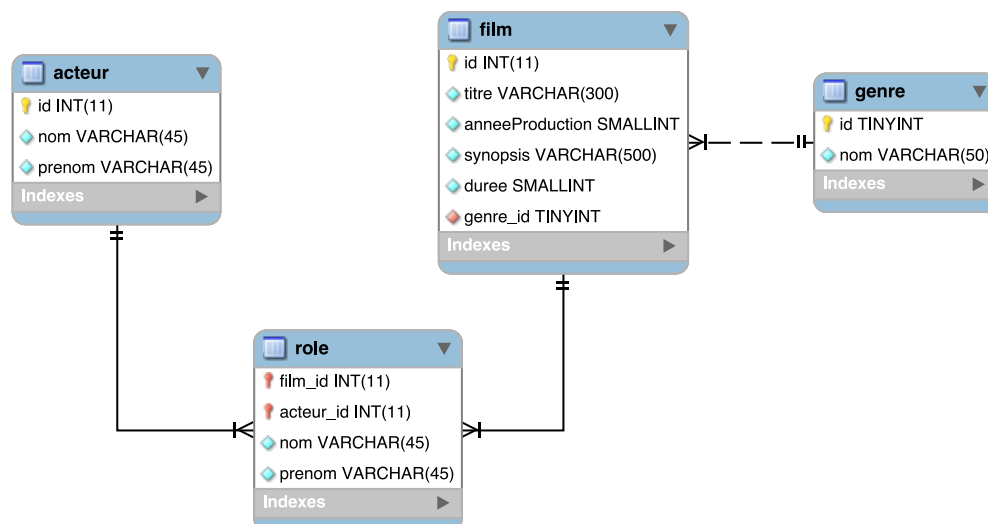 acteur
id INT(11)
nom VARCHAR(45)
prenom VARCHAR(45)
Indexes
film
id INT(11)
titre VARCHAR(300)
anneeProduction SMALLINT
synopsis VARCHAR(500)
duree SMALLINT
genre_id TINYINT
Indexes
genre
id TINYINT
nom VARCHAR(50)
Indexes
role
film_id INT(11)
acteur_id INT(11)
nom VARCHAR(45)
prenom VARCHAR(45)
Indexes